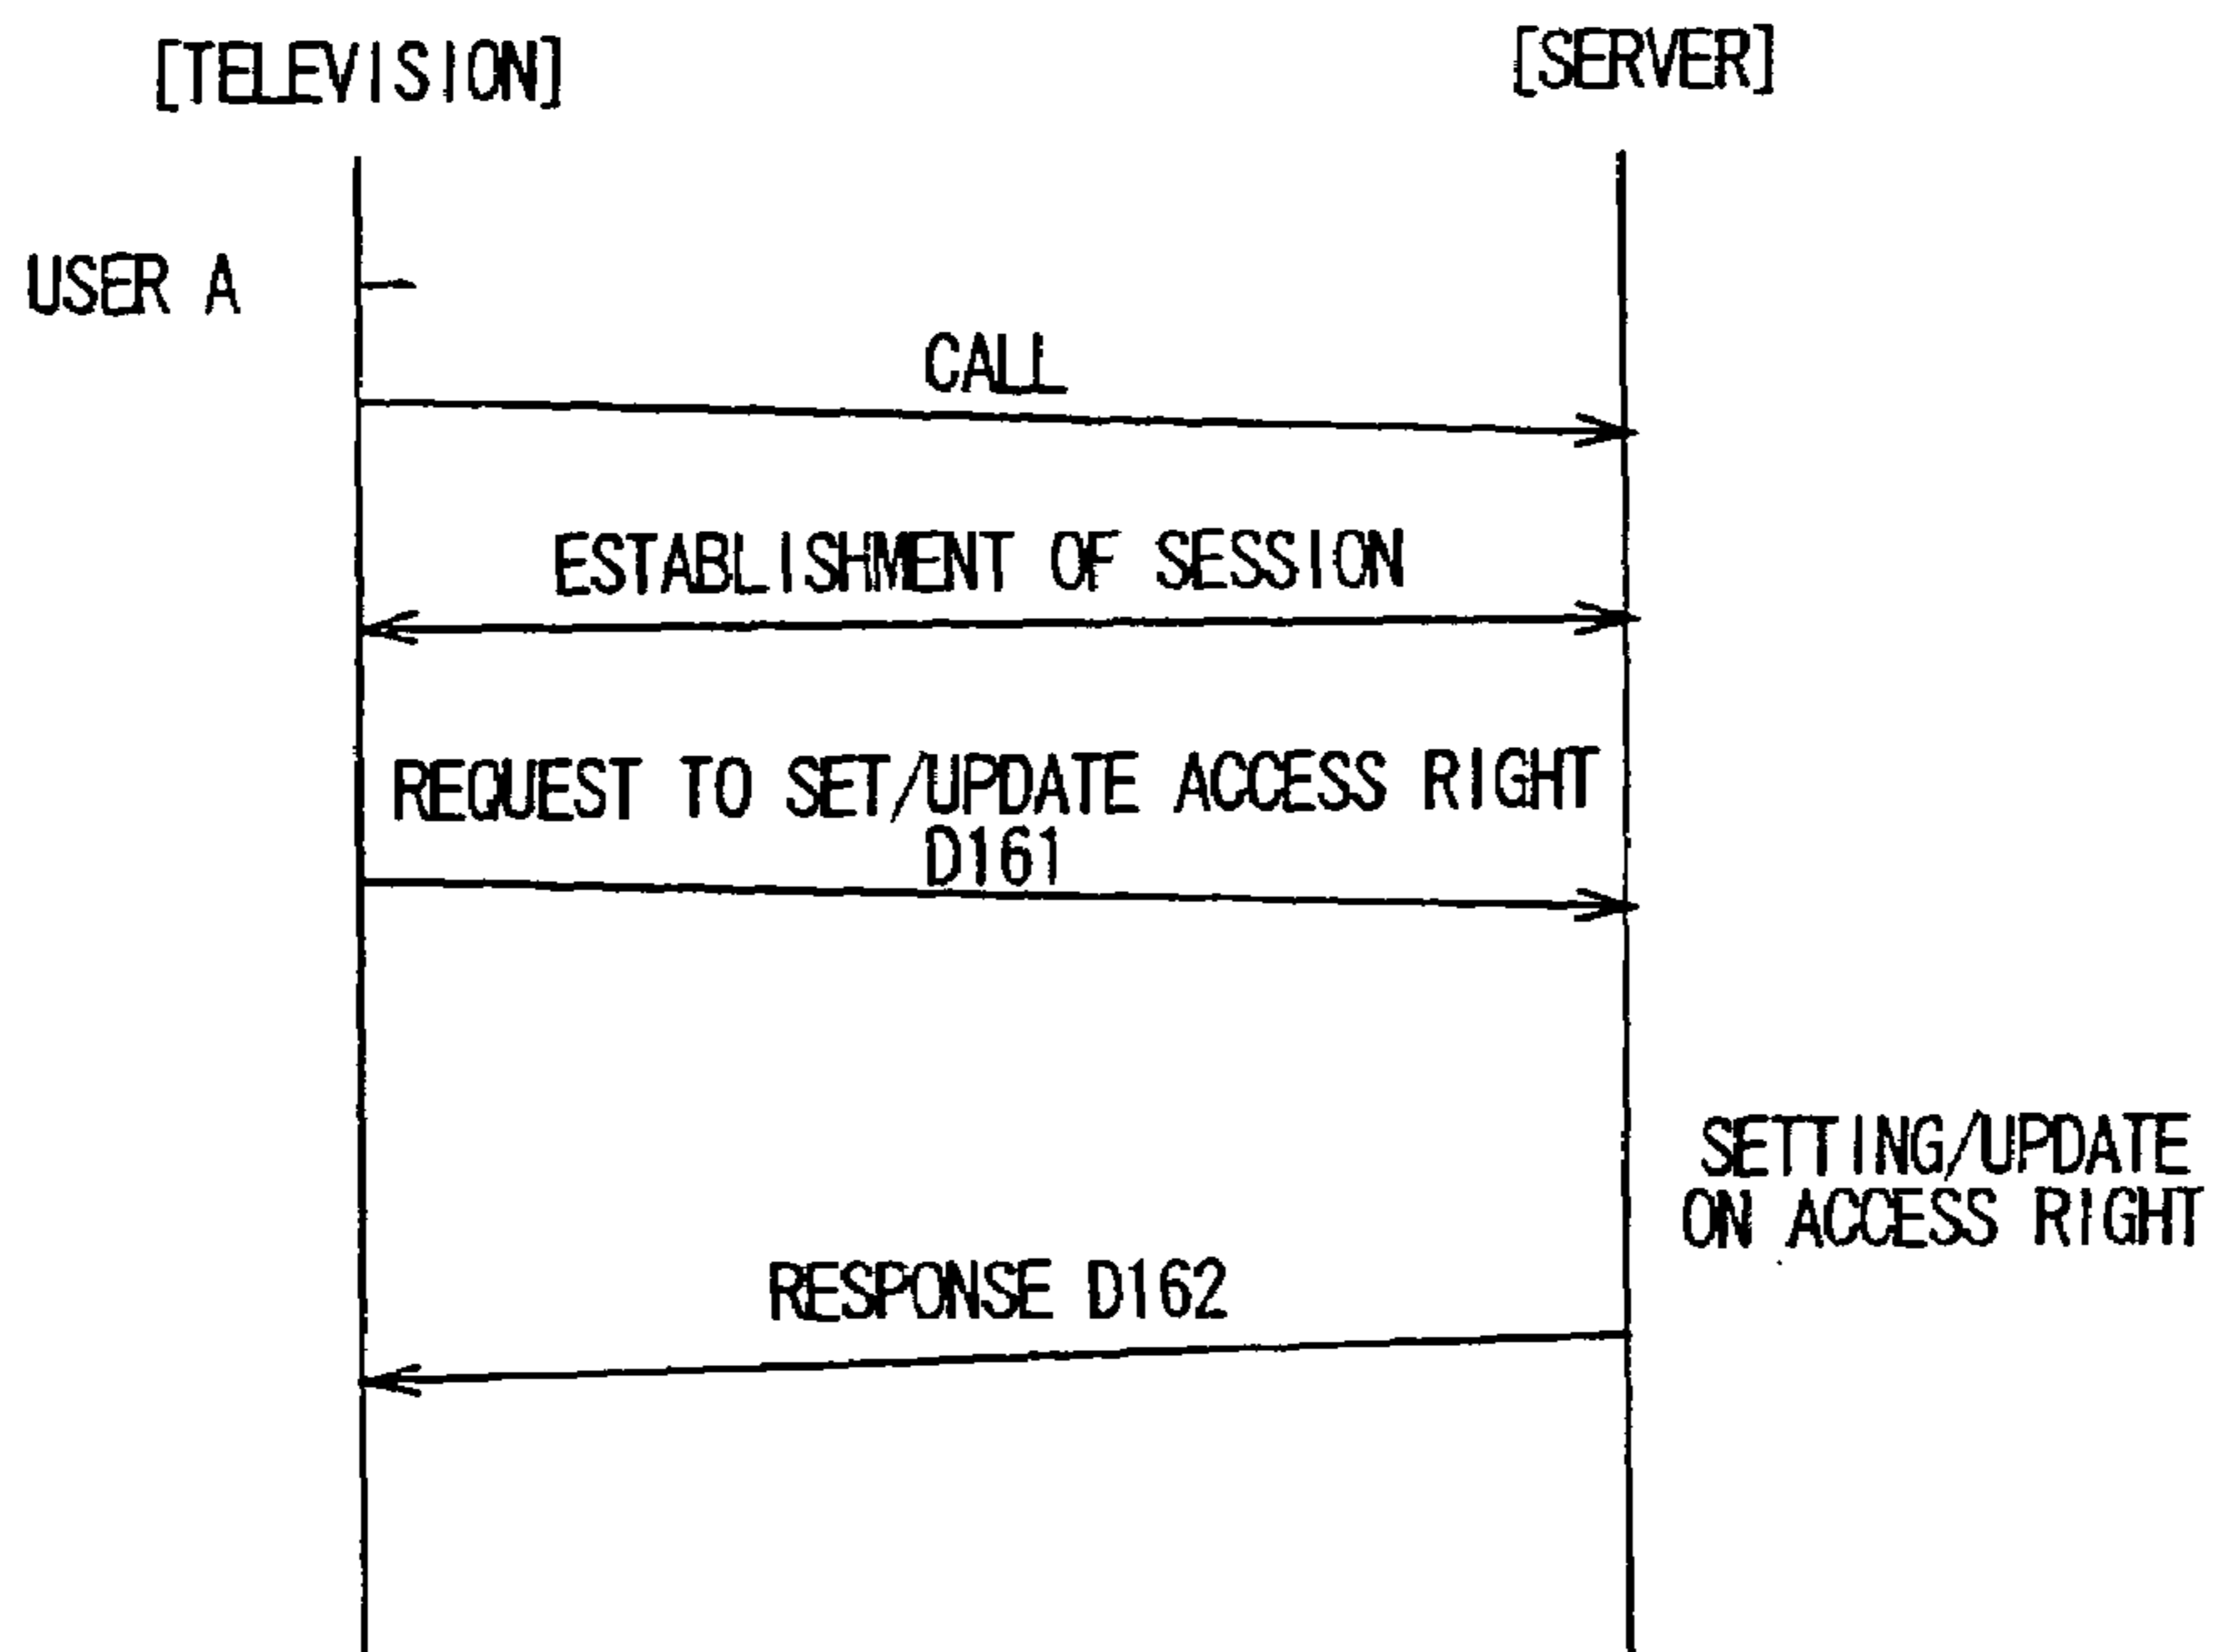 [TELEVISION]
[SERVER]
USER A
CALL
ESTABLISHMENT OF SESSION
REQUEST TO SET/UPDATE ACCESS RIGHT
D161
SETTING/UPDATE
ON ACCESS RIGHT
RESPONSE D162